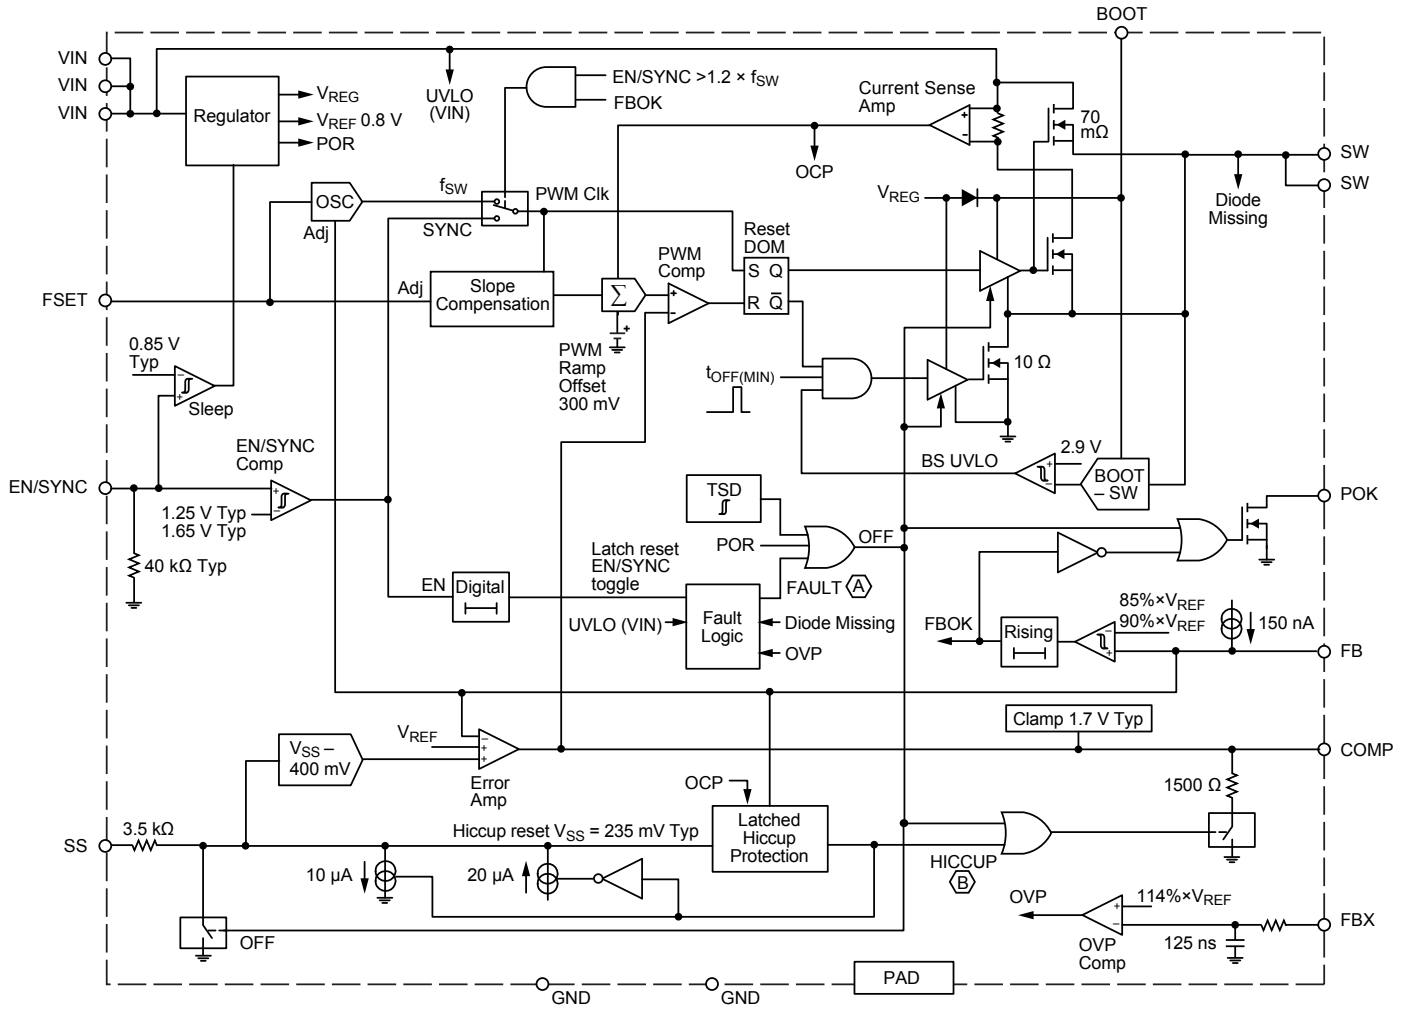 BOOT
VIN
VIN
VIN
Regulator
VREG
VREF 0.8 V
POR
UVLO
(VIN)
EN/SYNC >1.2 × fSW
FBOK
Current Sense
Amp
OCP
70
mΩ
SW
SW
Diode
Missing
VREG
fSW
PWM Clk
SYNC
OSC
Adj
Reset
DOM
S Q
R Q̅
PWM
Comp
FSET
Adj
Slope
Compensation
Σ
+
−
+
PWM
Ramp
Offset
300 mV
0.85 V
Typ
−
+
Sleep
tOFF(MIN)
10 Ω
BS UVLO
2.9 V
+
−
BOOT
– SW
EN/SYNC
EN/SYNC
Comp
+
−
1.25 V Typ
1.65 V Typ
40 kΩ Typ
TSD
POR
OFF
FAULT A
POK
Latch reset
EN/SYNC
toggle
EN
Digital
UVLO (VIN)
Fault
Logic
Diode Missing
OVP
FBOK
Rising
85%×VREF
90%×VREF
−
+
150 nA
FB
Clamp 1.7 V Typ
VREF
−
+
+
Error
Amp
VSS –
400 mV
COMP
1500 Ω
OCP
SS
3.5 kΩ
Hiccup reset VSS = 235 mV Typ
Latched
Hiccup
Protection
10 µA
20 µA
HICCUP
B
OFF
OVP
+
−
114%×VREF
OVP
Comp
125 ns
FBX
PAD
GND
GND